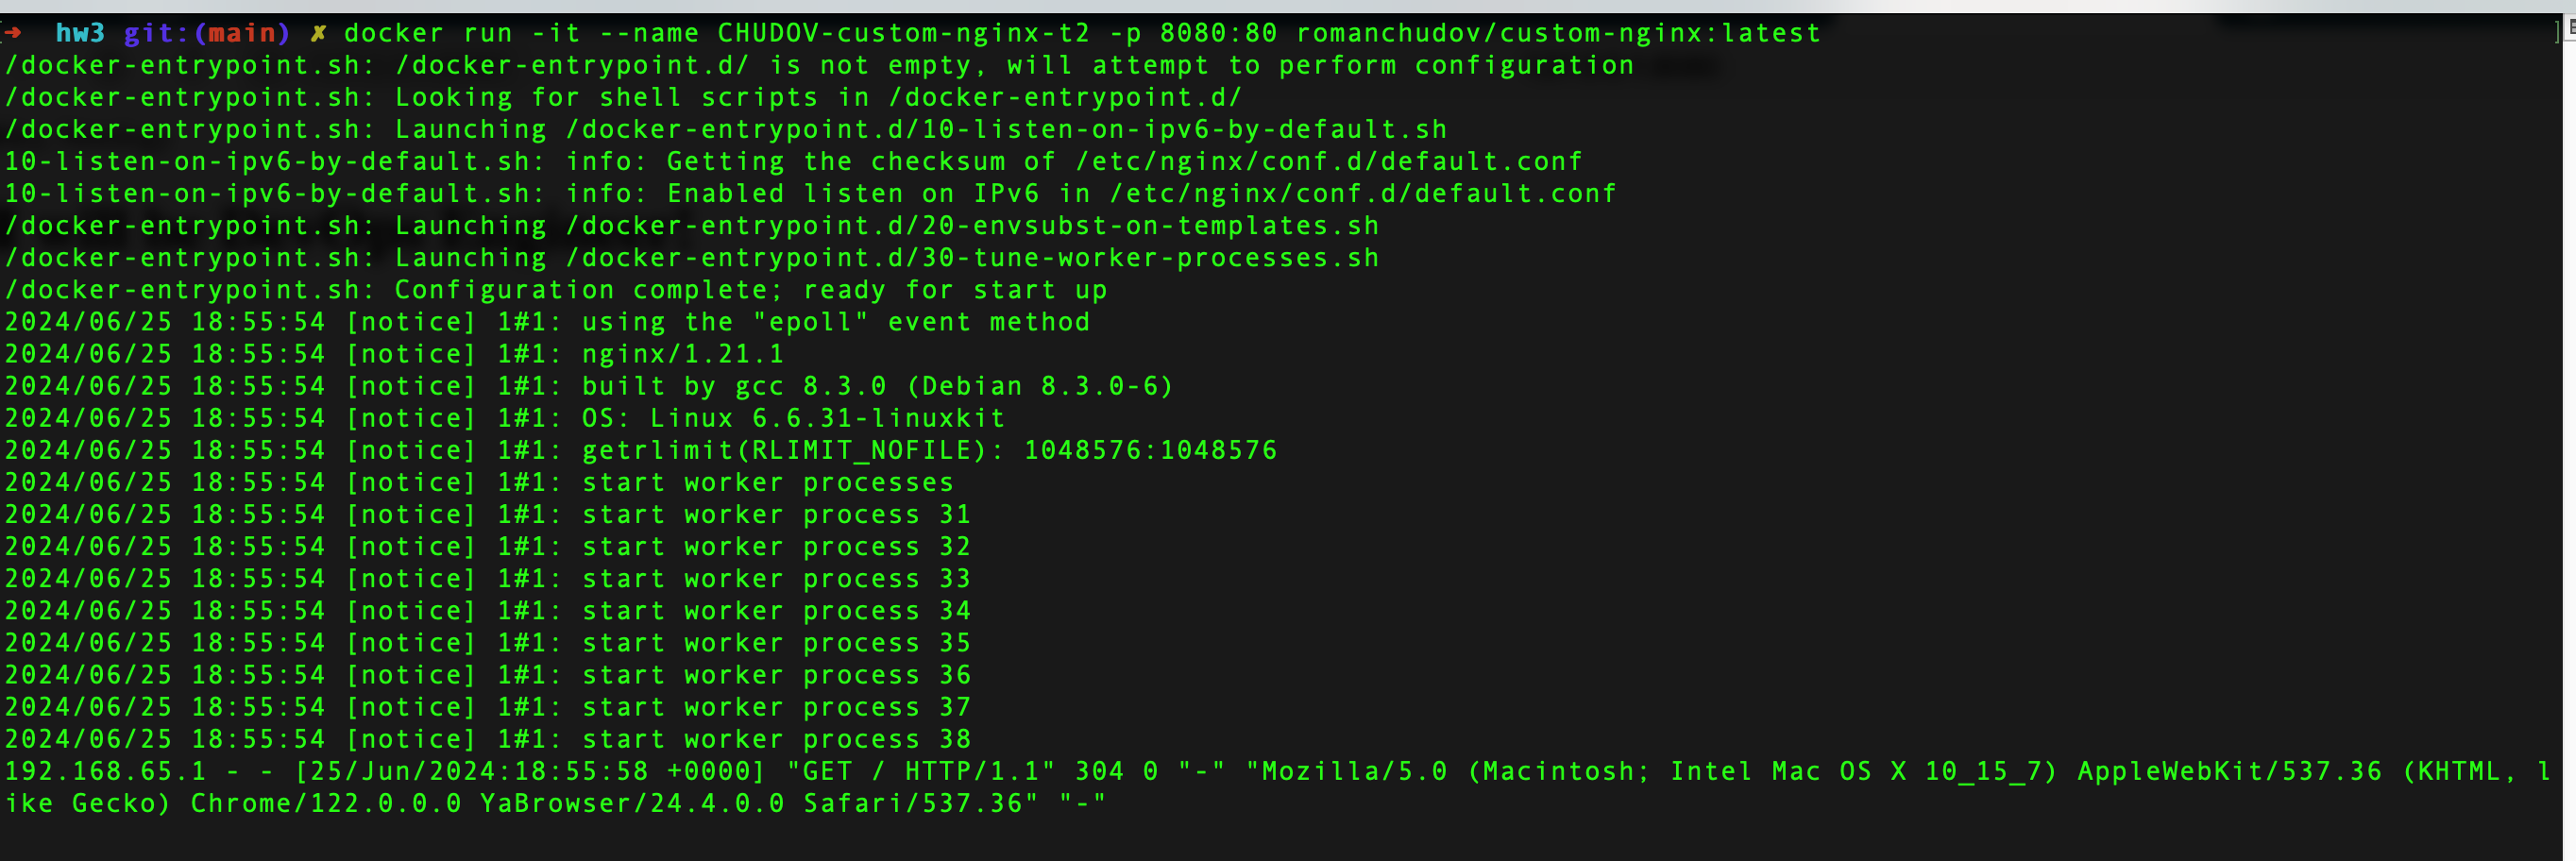 ➜ hw3 git:(main) ✗ docker run -it --name CHUDOV-custom-nginx-t2 -p 8080:80 romanchudov/custom-nginx:latest
/docker-entrypoint.sh: /docker-entrypoint.d/ is not empty, will attempt to perform configuration
/docker-entrypoint.sh: Looking for shell scripts in /docker-entrypoint.d/
/docker-entrypoint.sh: Launching /docker-entrypoint.d/10-listen-on-ipv6-by-default.sh
10-listen-on-ipv6-by-default.sh: info: Getting the checksum of /etc/nginx/conf.d/default.conf
10-listen-on-ipv6-by-default.sh: info: Enabled listen on IPv6 in /etc/nginx/conf.d/default.conf
/docker-entrypoint.sh: Launching /docker-entrypoint.d/20-envsubst-on-templates.sh
/docker-entrypoint.sh: Launching /docker-entrypoint.d/30-tune-worker-processes.sh
/docker-entrypoint.sh: Configuration complete; ready for start up
2024/06/25 18:55:54 [notice] 1#1: using the "epoll" event method
2024/06/25 18:55:54 [notice] 1#1: nginx/1.21.1
2024/06/25 18:55:54 [notice] 1#1: built by gcc 8.3.0 (Debian 8.3.0-6)
2024/06/25 18:55:54 [notice] 1#1: OS: Linux 6.6.31-linuxkit
2024/06/25 18:55:54 [notice] 1#1: getrlimit(RLIMIT_NOFILE): 1048576:1048576
2024/06/25 18:55:54 [notice] 1#1: start worker processes
2024/06/25 18:55:54 [notice] 1#1: start worker process 31
2024/06/25 18:55:54 [notice] 1#1: start worker process 32
2024/06/25 18:55:54 [notice] 1#1: start worker process 33
2024/06/25 18:55:54 [notice] 1#1: start worker process 34
2024/06/25 18:55:54 [notice] 1#1: start worker process 35
2024/06/25 18:55:54 [notice] 1#1: start worker process 36
2024/06/25 18:55:54 [notice] 1#1: start worker process 37
2024/06/25 18:55:54 [notice] 1#1: start worker process 38
192.168.65.1 - - [25/Jun/2024:18:55:58 +0000] "GET / HTTP/1.1" 304 0 "-" "Mozilla/5.0 (Macintosh; Intel Mac OS X 10_15_7) AppleWebKit/537.36 (KHTML, l
ike Gecko) Chrome/122.0.0.0 YaBrowser/24.4.0.0 Safari/537.36" "-"